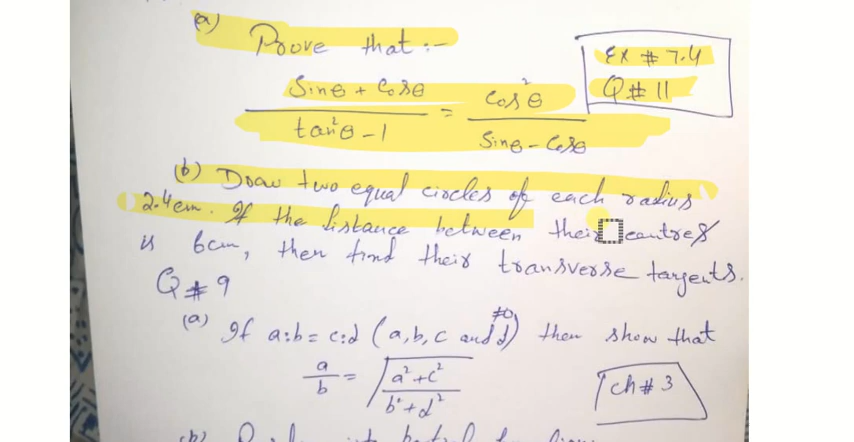 (a)
Prove that :-
Ex # 7.4
Q # 11
Sinθ + Cosθ / tan²θ - 1 = Cos²θ / Sinθ - Cosθ
(b) Draw two equal circles of each radius
2.4cm. If the distance between their centres
is 6cm, then find their transverse tangents.
Q # 9
(a) If a:b = c:d (a,b,c and d ≠0) then show that
a/b = √(a²+c² / b²+d²)
ch # 3
(b)